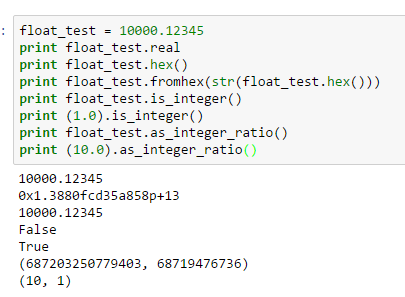 : float_test = 10000.12345
print float_test.real
print float_test.hex()
print float_test.fromhex(str(float_test.hex()))
print float_test.is_integer()
print (1.0).is_integer()
print float_test.as_integer_ratio()
print (10.0).as_integer_ratio()
10000.12345
0x1.3880fcd35a858p+13
10000.12345
False
True
(687203250779403, 68719476736)
(10, 1)